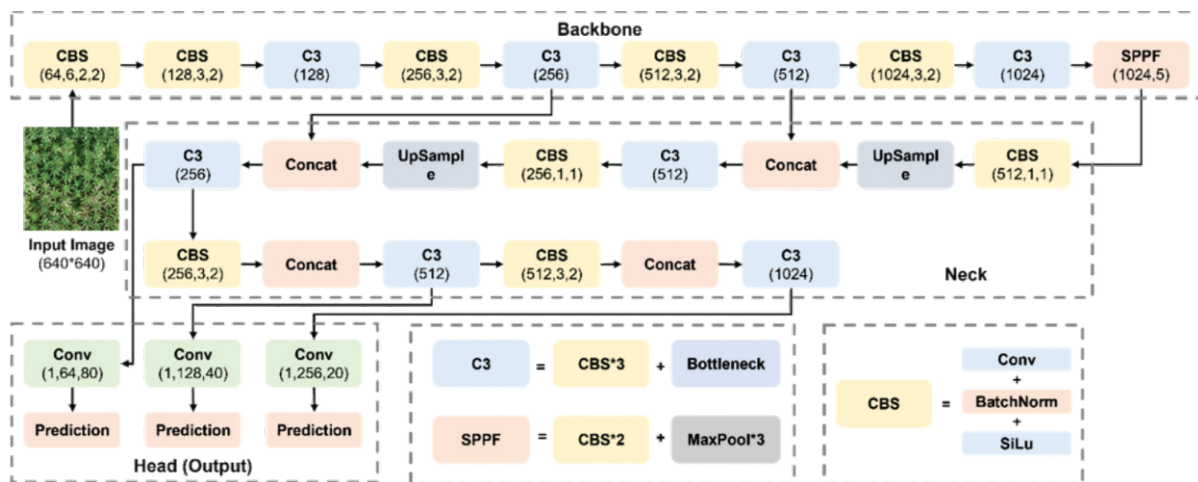 Backbone
CBS
(64,6,2,2)
CBS
(128,3,2)
C3
(128)
CBS
(256,3,2)
C3
(256)
CBS
(512,3,2)
C3
(512)
CBS
(1024,3,2)
C3
(1024)
SPPF
(1024,5)
Input Image
(640*640)
C3
(256)
Concat
UpSampl
e
CBS
(256,1,1)
C3
(512)
Concat
UpSampl
e
CBS
(512,1,1)
CBS
(256,3,2)
Concat
C3
(512)
CBS
(512,3,2)
Concat
C3
(1024)
Neck
Conv
(1,64,80)
Conv
(1,128,40)
Conv
(1,256,20)
Prediction
Prediction
Prediction
Head (Output)
C3
=
CBS*3
+
Bottleneck
SPPF
=
CBS*2
+
MaxPool*3
CBS
=
Conv
+
BatchNorm
+
SiLu